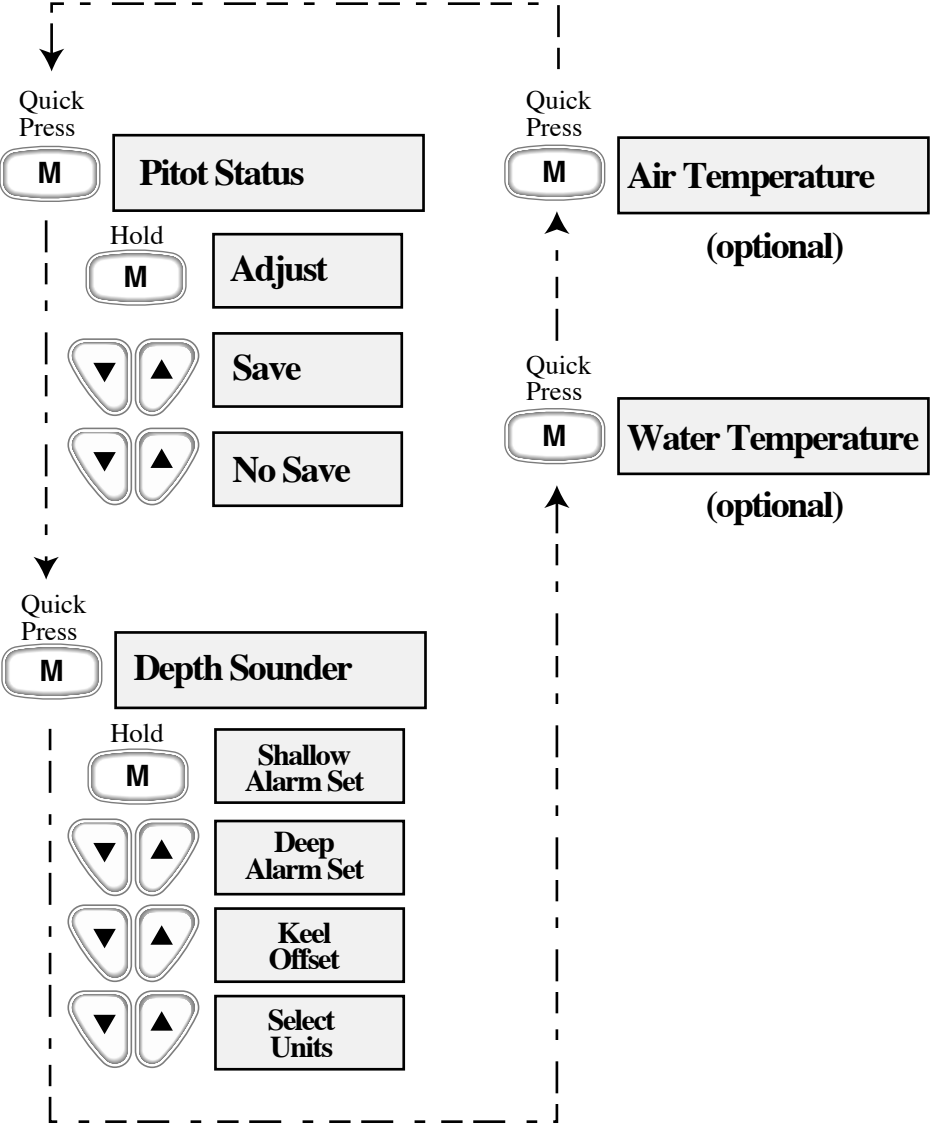 Quick
Press
M
Pitot Status
Hold
M
Adjust
Save
No Save
Quick
Press
M
Depth Sounder
Hold
M
Shallow
Alarm Set
Deep
Alarm Set
Keel
Offset
Select
Units
Quick
Press
M
Air Temperature
(optional)
Quick
Press
M
Water Temperature
(optional)